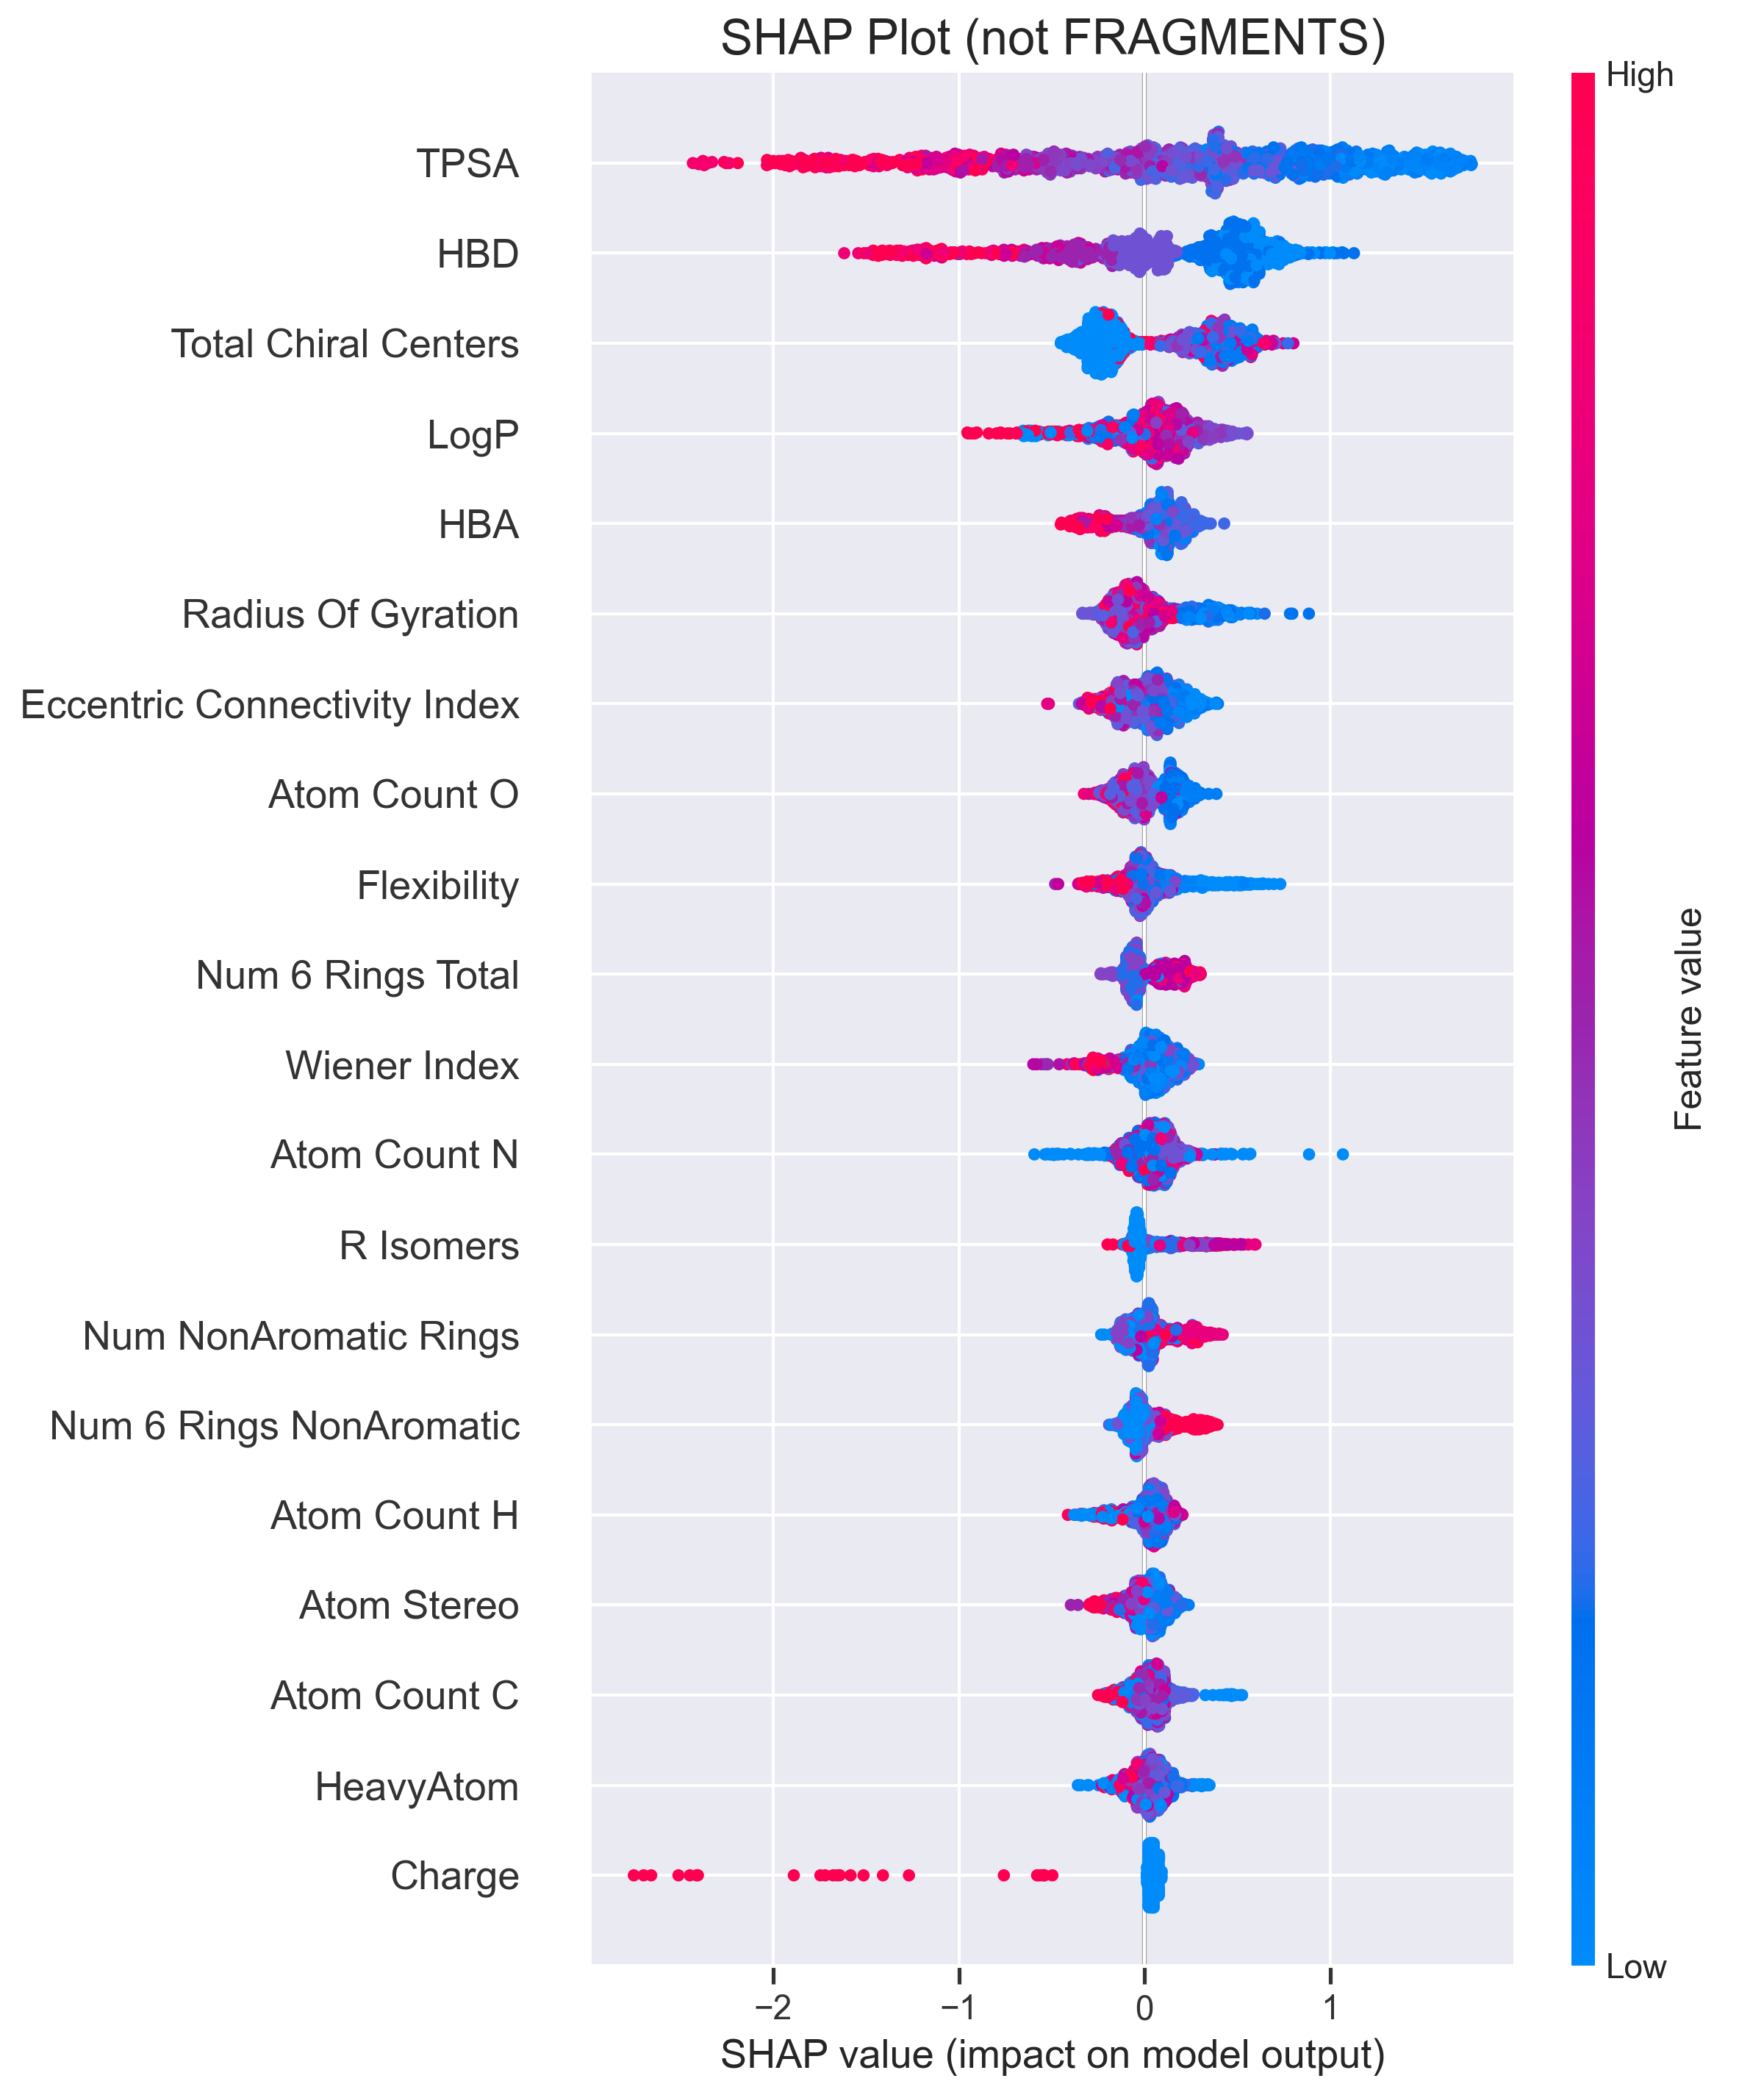 SHAP Plot (not FRAGMENTS)
High
TPSA
HBD
Total Chiral Centers
LogP
HBA
Radius Of Gyration
Eccentric Connectivity Index
Atom Count O
Flexibility
Num 6 Rings Total
Wiener Index
Atom Count N
R Isomers
Num NonAromatic Rings
Num 6 Rings NonAromatic
Atom Count H
Atom Stereo
Atom Count C
HeavyAtom
Charge
Feature value
Low
−2 −1 0 1
SHAP value (impact on model output)